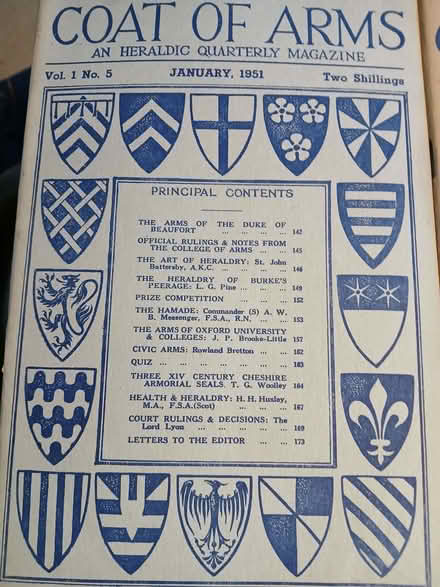 COAT OF ARMS
AN HERALDIC QUARTERLY MAGAZINE
Vol. 1 No. 5 JANUARY, 1951 Two Shillings
PRINCIPAL CONTENTS
THE ARMS OF THE DUKE OF
BEAUFORT ... ... ... ... 142
OFFICIAL RULINGS & NOTES FROM
THE COLLEGE OF ARMS ... ... 145
THE ART OF HERALDRY: St. John
Battersby, A.K.C. ... ... ... ... 146
THE HERALDRY OF BURKE'S
PEERAGE: L. G. Pine ... ... ... 149
PRIZE COMPETITION ... ... ... 152
THE HAMADE: Commander (S) A. W.
B. Messenger, F.S.A., R.N. ... ... 153
THE ARMS OF OXFORD UNIVERSITY
& COLLEGES: J. P. Brooke-Little 157
CIVIC ARMS: Rowland Bretton ... ... 162
QUIZ ... ... ... ... ... ... ... 163
THREE XIV CENTURY CHESHIRE
ARMORIAL SEALS. T. G. Woolley 164
HEALTH & HERALDRY: H. H. Huxley,
M.A., F.S.A.(Scot) ... ... ... 167
COURT RULINGS & DECISIONS: The
Lord Lyon ... ... ... ... ... 169
LETTERS TO THE EDITOR ... ... 173